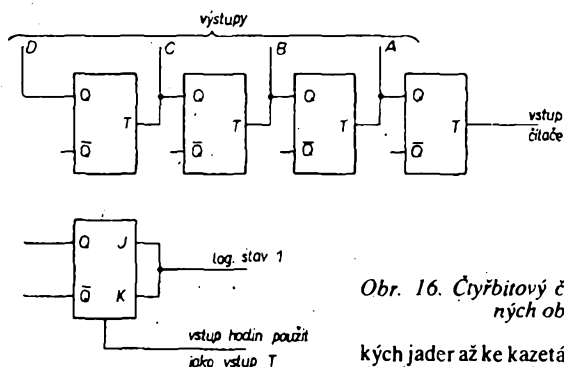 výstupy
D C B A
Q Q Q Q
T T T T
Q̅ Q̅ Q̅ Q̅
vstup
čítače
Q J
log. stav 1
Q̅ K
vstup hodin použit
jako vstup T
Obr. 16. Čtyřbitový č
ných ob
kých jader až ke kazetá